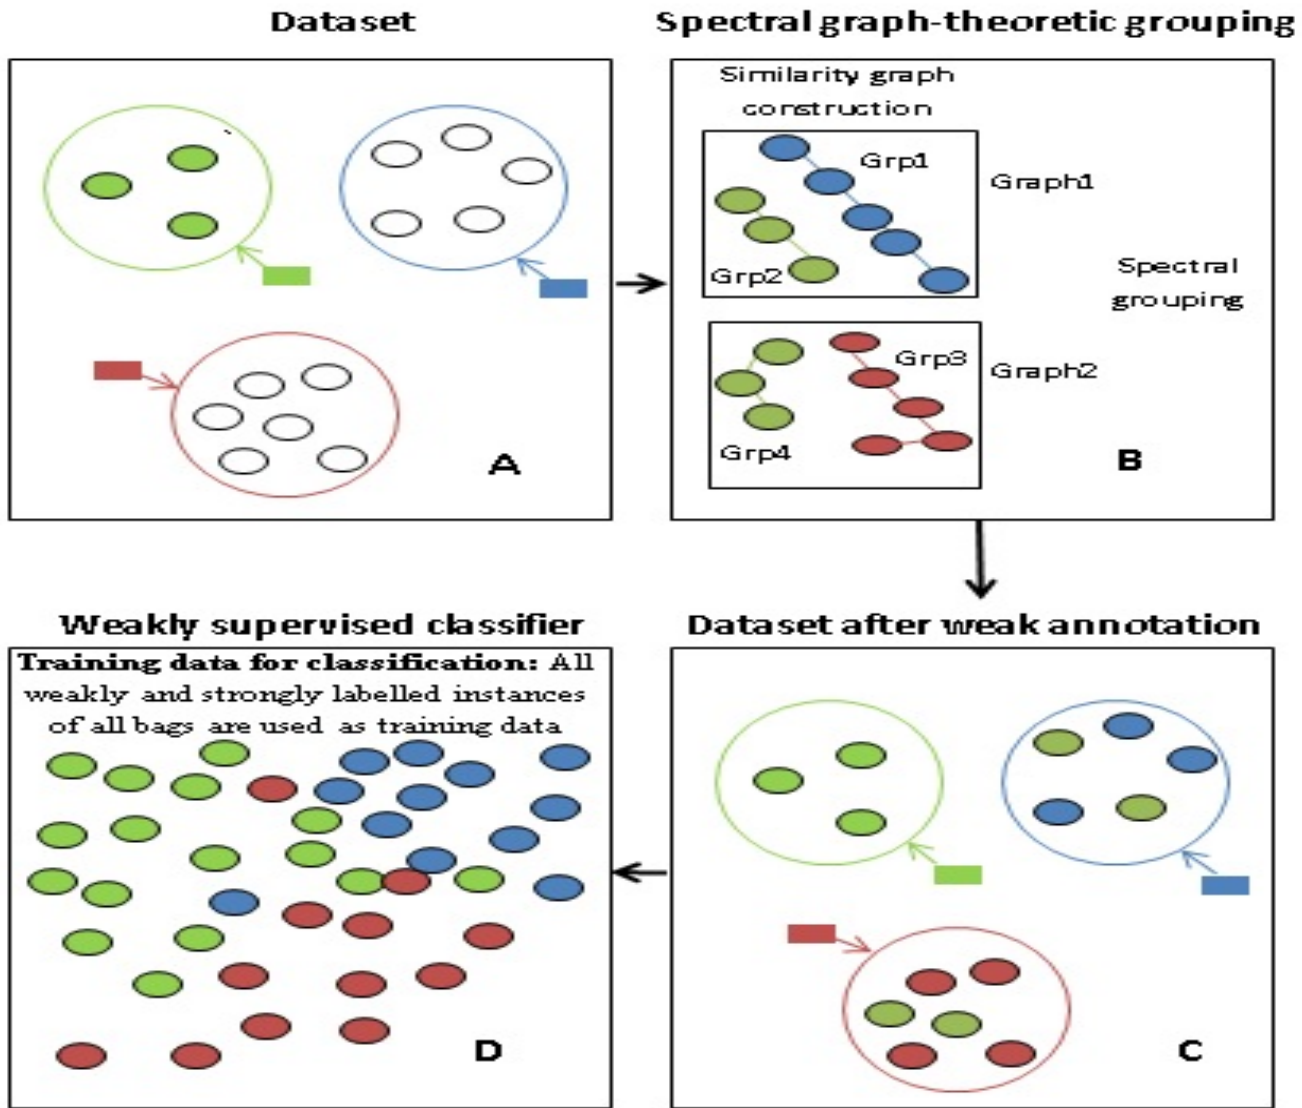 Dataset
Spectral graph-theoretic grouping
Similarity graph
construction
Grp1
Graph1
Grp2
Spectral
grouping
Grp3
Graph2
Grp4
A
B
Weakly supervised classifier
Dataset after weak annotation
Training data for classification: All
weakly and strongly labelled instances
of all bags are used as training data
D
C